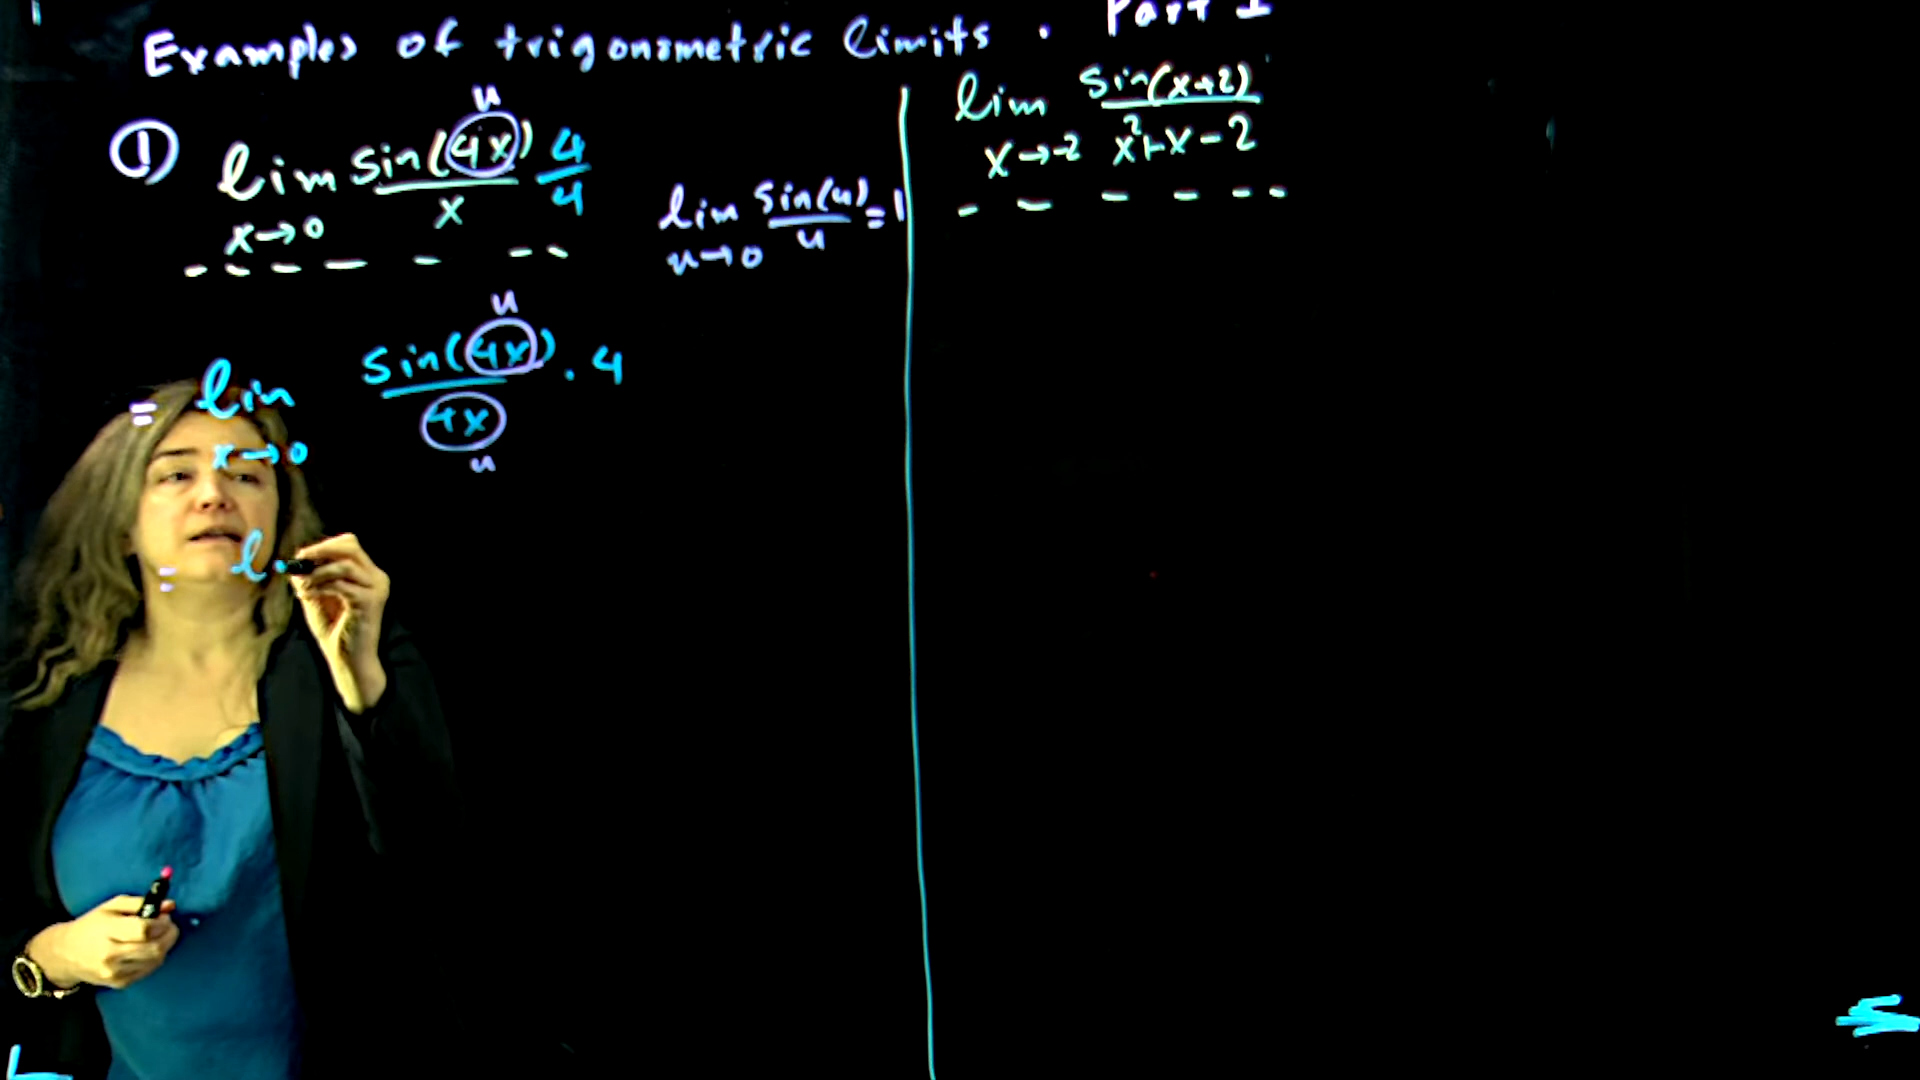 Examples of trigonometric limits . Part I
① lim sin(4x) 4
x 4
x→0
u
lim sin(u) = 1
u
u→0
= lim sin(4x) . 4
4x
x→0
u
u
= l
lim sin(x+2)
x→-2 x²+x-2